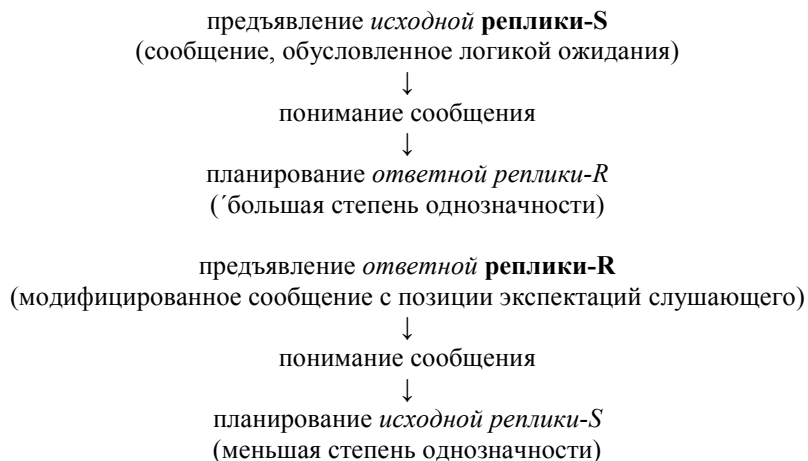 предъявление исходной реплики-S
(сообщение, обусловленное логикой ожидания)
↓
понимание сообщения
↓
планирование ответной реплики-R
(´большая степень однозначности)
предъявление ответной реплики-R
(модифицированное сообщение с позиции экспектаций слушающего)
↓
понимание сообщения
↓
планирование исходной реплики-S
(меньшая степень однозначности)